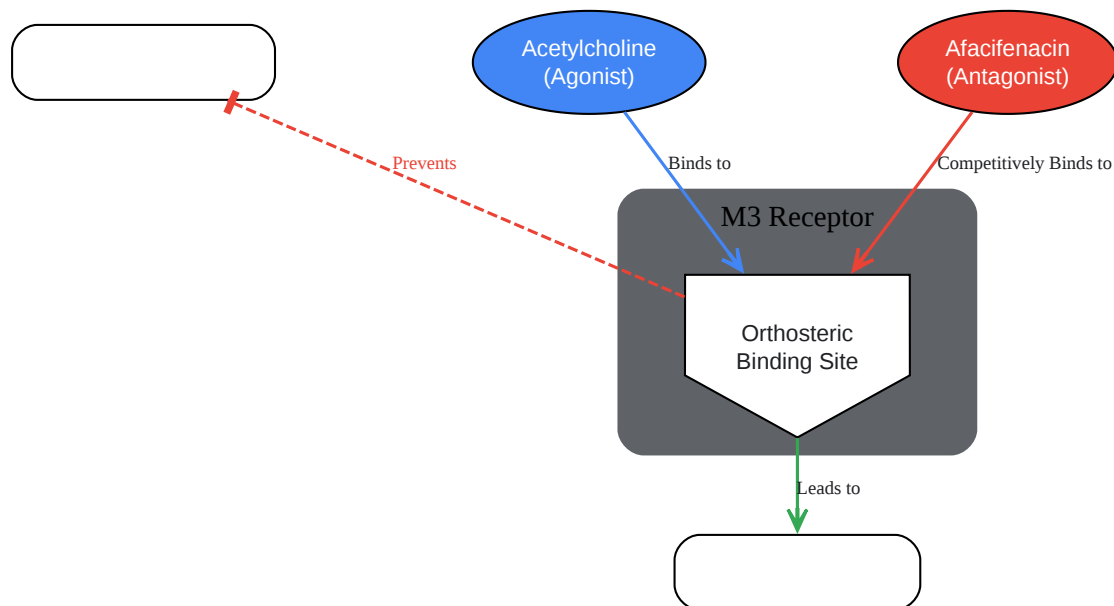 Acetylcholine
(Agonist)
Afacifenacin
(Antagonist)
Prevents
Binds to
Competitively Binds to
M3 Receptor
Orthosteric
Binding Site
Leads to